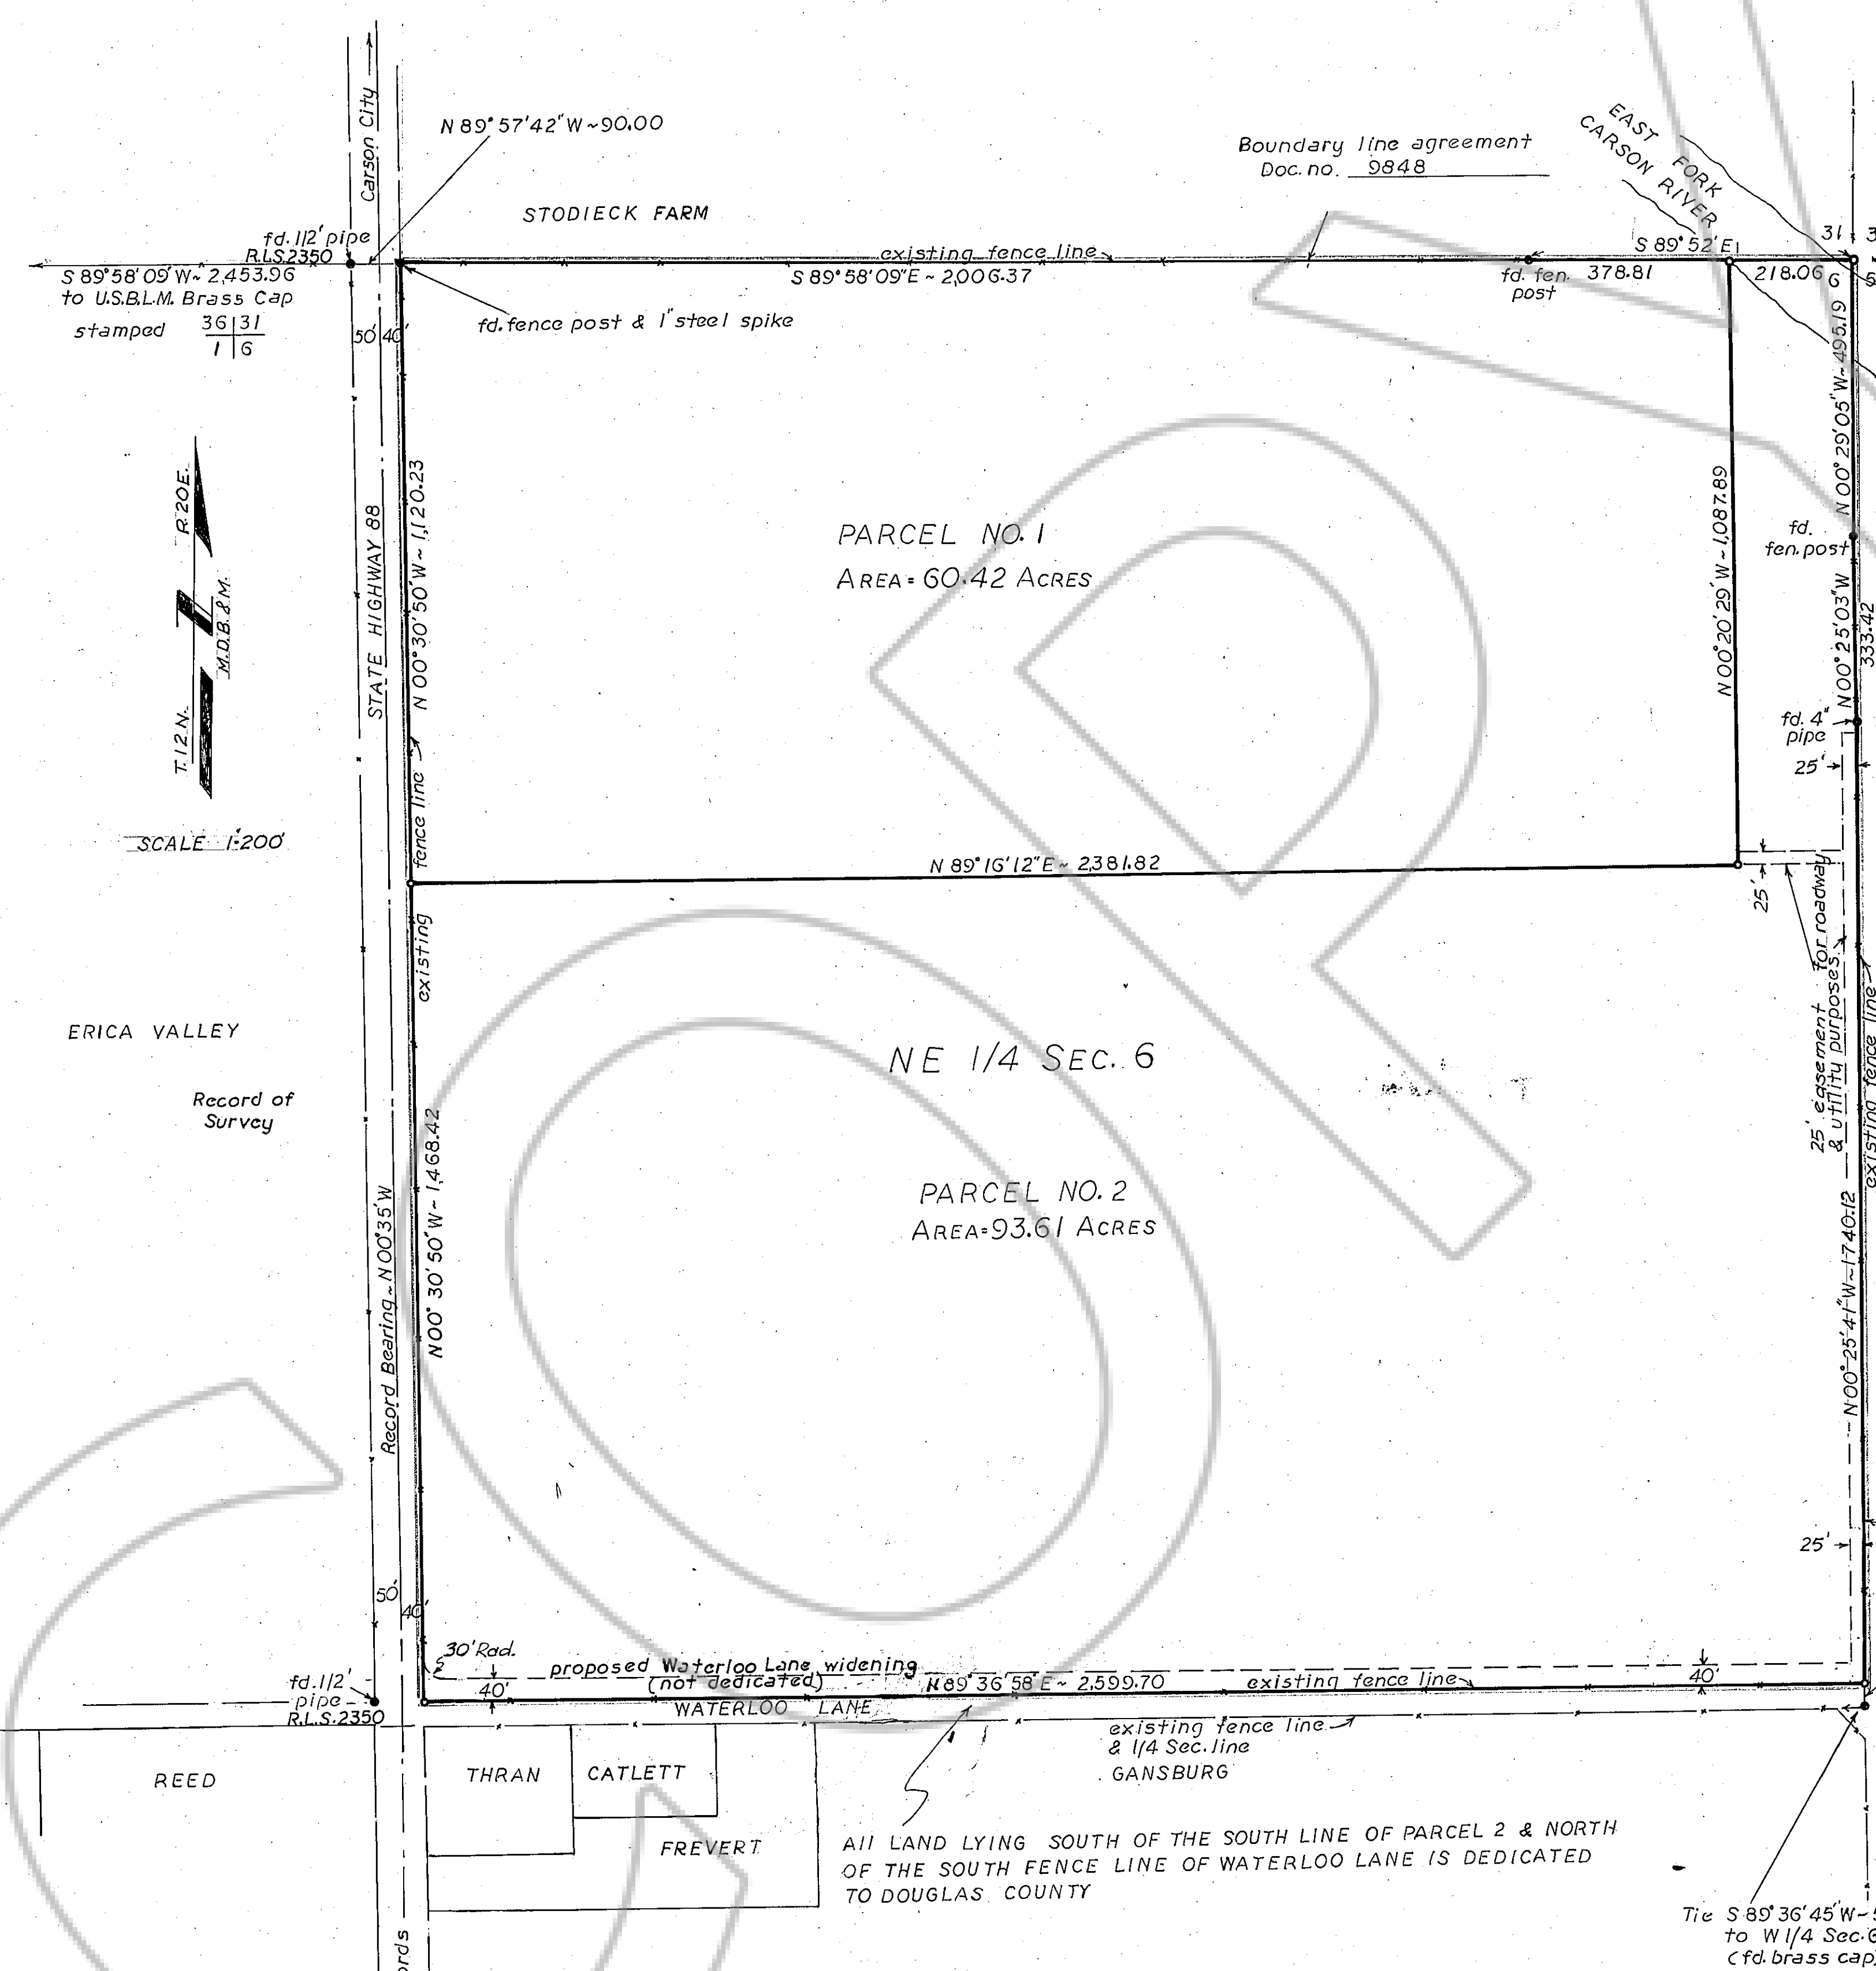 Carson City
N 89° 57' 42" W ~ 90.00
STODIECK FARM
Boundary line agreement
Doc. no. 9848
EAST FORK
CARSON RIVER
fd. 1/2' pipe
R.L.S. 2350
existing fence line
S 89° 52' E
31
S 89° 58' 09" W ~ 2,453.96
to U.S.B.L.M. Brass Cap
stamped
36 | 31
1 | 6
S 89° 58' 09" E ~ 2,006.37
fd. fen.
post
378.81
218.06
6
fd. fence post & 1" steel spike
50' 40'
N 00° 30' 50" W ~ 1,120.23
N 00° 29' 05" W ~ 495.19
T. 12 N. R. 20 E.
M.D.B. & M.
STATE HIGHWAY 88
PARCEL NO. 1
AREA = 60.42 ACRES
N 00° 20' 29" W ~ 1,087.89
fd.
fen. post
N 00° 25' 03" W
333.42
fd. 4"
pipe
25'
SCALE 1"=200'
existing fence line
N 89° 16' 12" E ~ 2,381.82
25'
25' easement for roadway
& utility purposes
existing fence line
ERICA VALLEY
Record of
Survey
NE 1/4 SEC. 6
PARCEL NO. 2
AREA = 93.61 ACRES
N 00° 30' 50" W ~ 1,468.42
Record Bearing ~ N 00° 35' W
N 00° 25' 41" W ~ 1740.12
25'
50'
40'
30' Rad.
proposed Waterloo Lane widening
(not dedicated)
40'
N 89° 36' 58" E ~ 2,599.70
existing fence line
40'
fd. 1/2'
pipe
R.L.S. 2350
WATERLOO LANE
existing fence line
& 1/4 Sec. line
GANSBURG
REED
THRAN
CATLETT
FREVERT
All LAND LYING SOUTH OF THE SOUTH LINE OF PARCEL 2 & NORTH
OF THE SOUTH FENCE LINE OF WATERLOO LANE IS DEDICATED
TO DOUGLAS COUNTY
Tie S 89° 36' 45" W ~
to W 1/4 Sec. 6
(fd. brass cap
ords